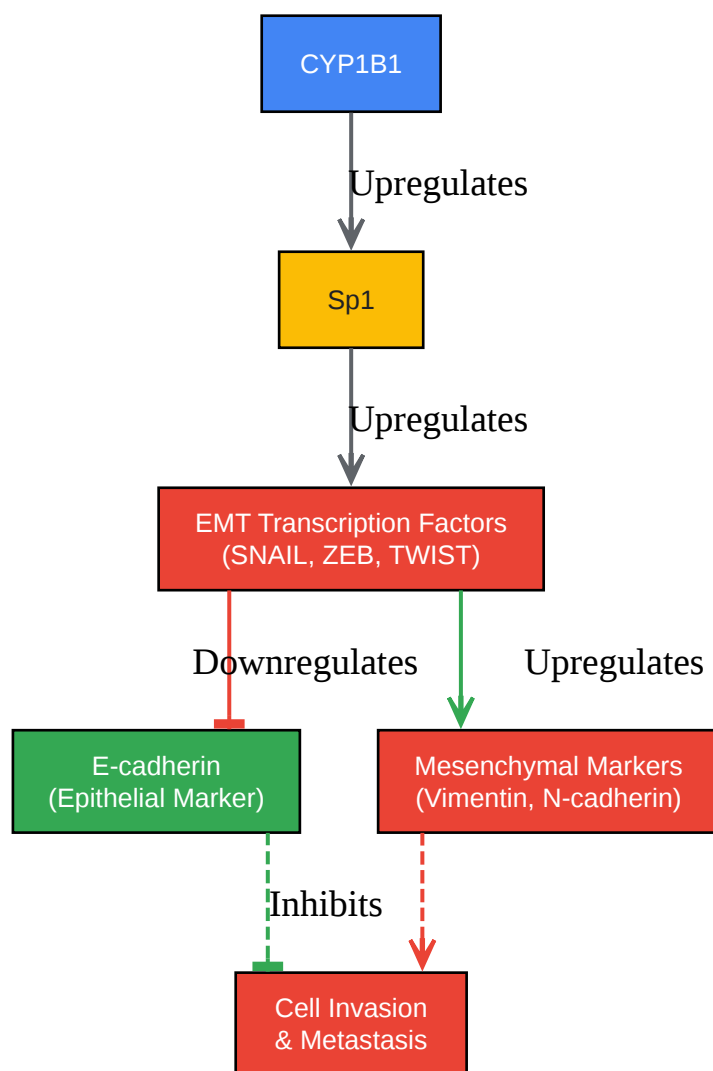 CYP1B1
Upregulates
Sp1
Upregulates
EMT Transcription Factors
(SNAIL, ZEB, TWIST)
Downregulates
Upregulates
E-cadherin
(Epithelial Marker)
Mesenchymal Markers
(Vimentin, N-cadherin)
Inhibits
Cell Invasion
& Metastasis